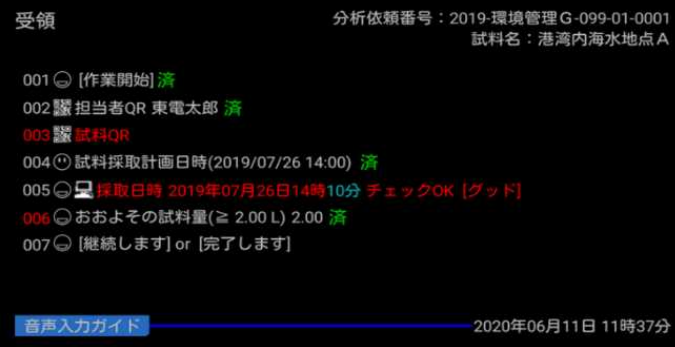 受領
分析依頼番号：2019-環境管理G-099-01-0001
試料名：港湾内海水地点A
001 [作業開始] 済
002 担当者QR 東電太郎 済
003 試料QR
004 試料採取計画日時(2019/07/26 14:00) 済
005 採取日時 2019年07月26日14時10分 チェックOK [グッド]
006 おおよその試料量(≧ 2.00 L) 2.00 済
007 [継続します] or [完了します]
音声入力ガイド
2020年06月11日 11時37分